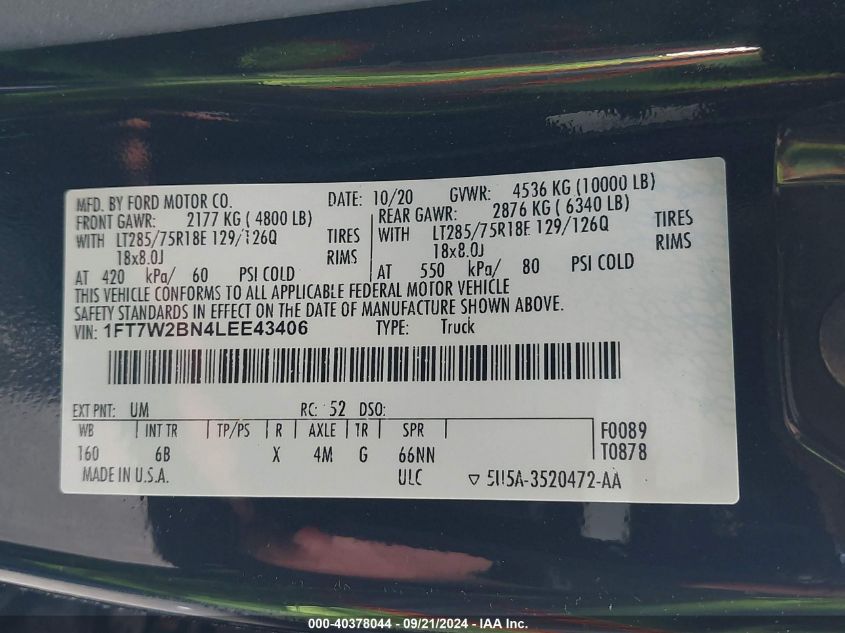 MFD. BY FORD MOTOR CO. DATE: 10/20 GVWR: 4536 KG (10000 LB)
FRONT GAWR: 2177 KG ( 4800 LB) REAR GAWR: 2876 KG ( 6340 LB)
WITH LT285/75R18E 129/126Q TIRES WITH LT285/75R18E 129/126Q TIRES
18x8.0J RIMS 18x8.0J RIMS
AT 420 kPa/ 60 PSI COLD AT 550 kPa/ 80 PSI COLD
THIS VEHICLE CONFORMS TO ALL APPLICABLE FEDERAL MOTOR VEHICLE
SAFETY STANDARDS IN EFFECT ON THE DATE OF MANUFACTURE SHOWN ABOVE.
VIN: 1FT7W2BN4LEE43406 TYPE: Truck
EXT PNT: UM RC: 52 DSO:
WB INT TR TP/PS R AXLE TR SPR F0089
160 6B X 4M G 66NN T0878
MADE IN U.S.A. ULC 5U5A-3520472-AA
000-40378044 - 09/21/2024 - IAA Inc.